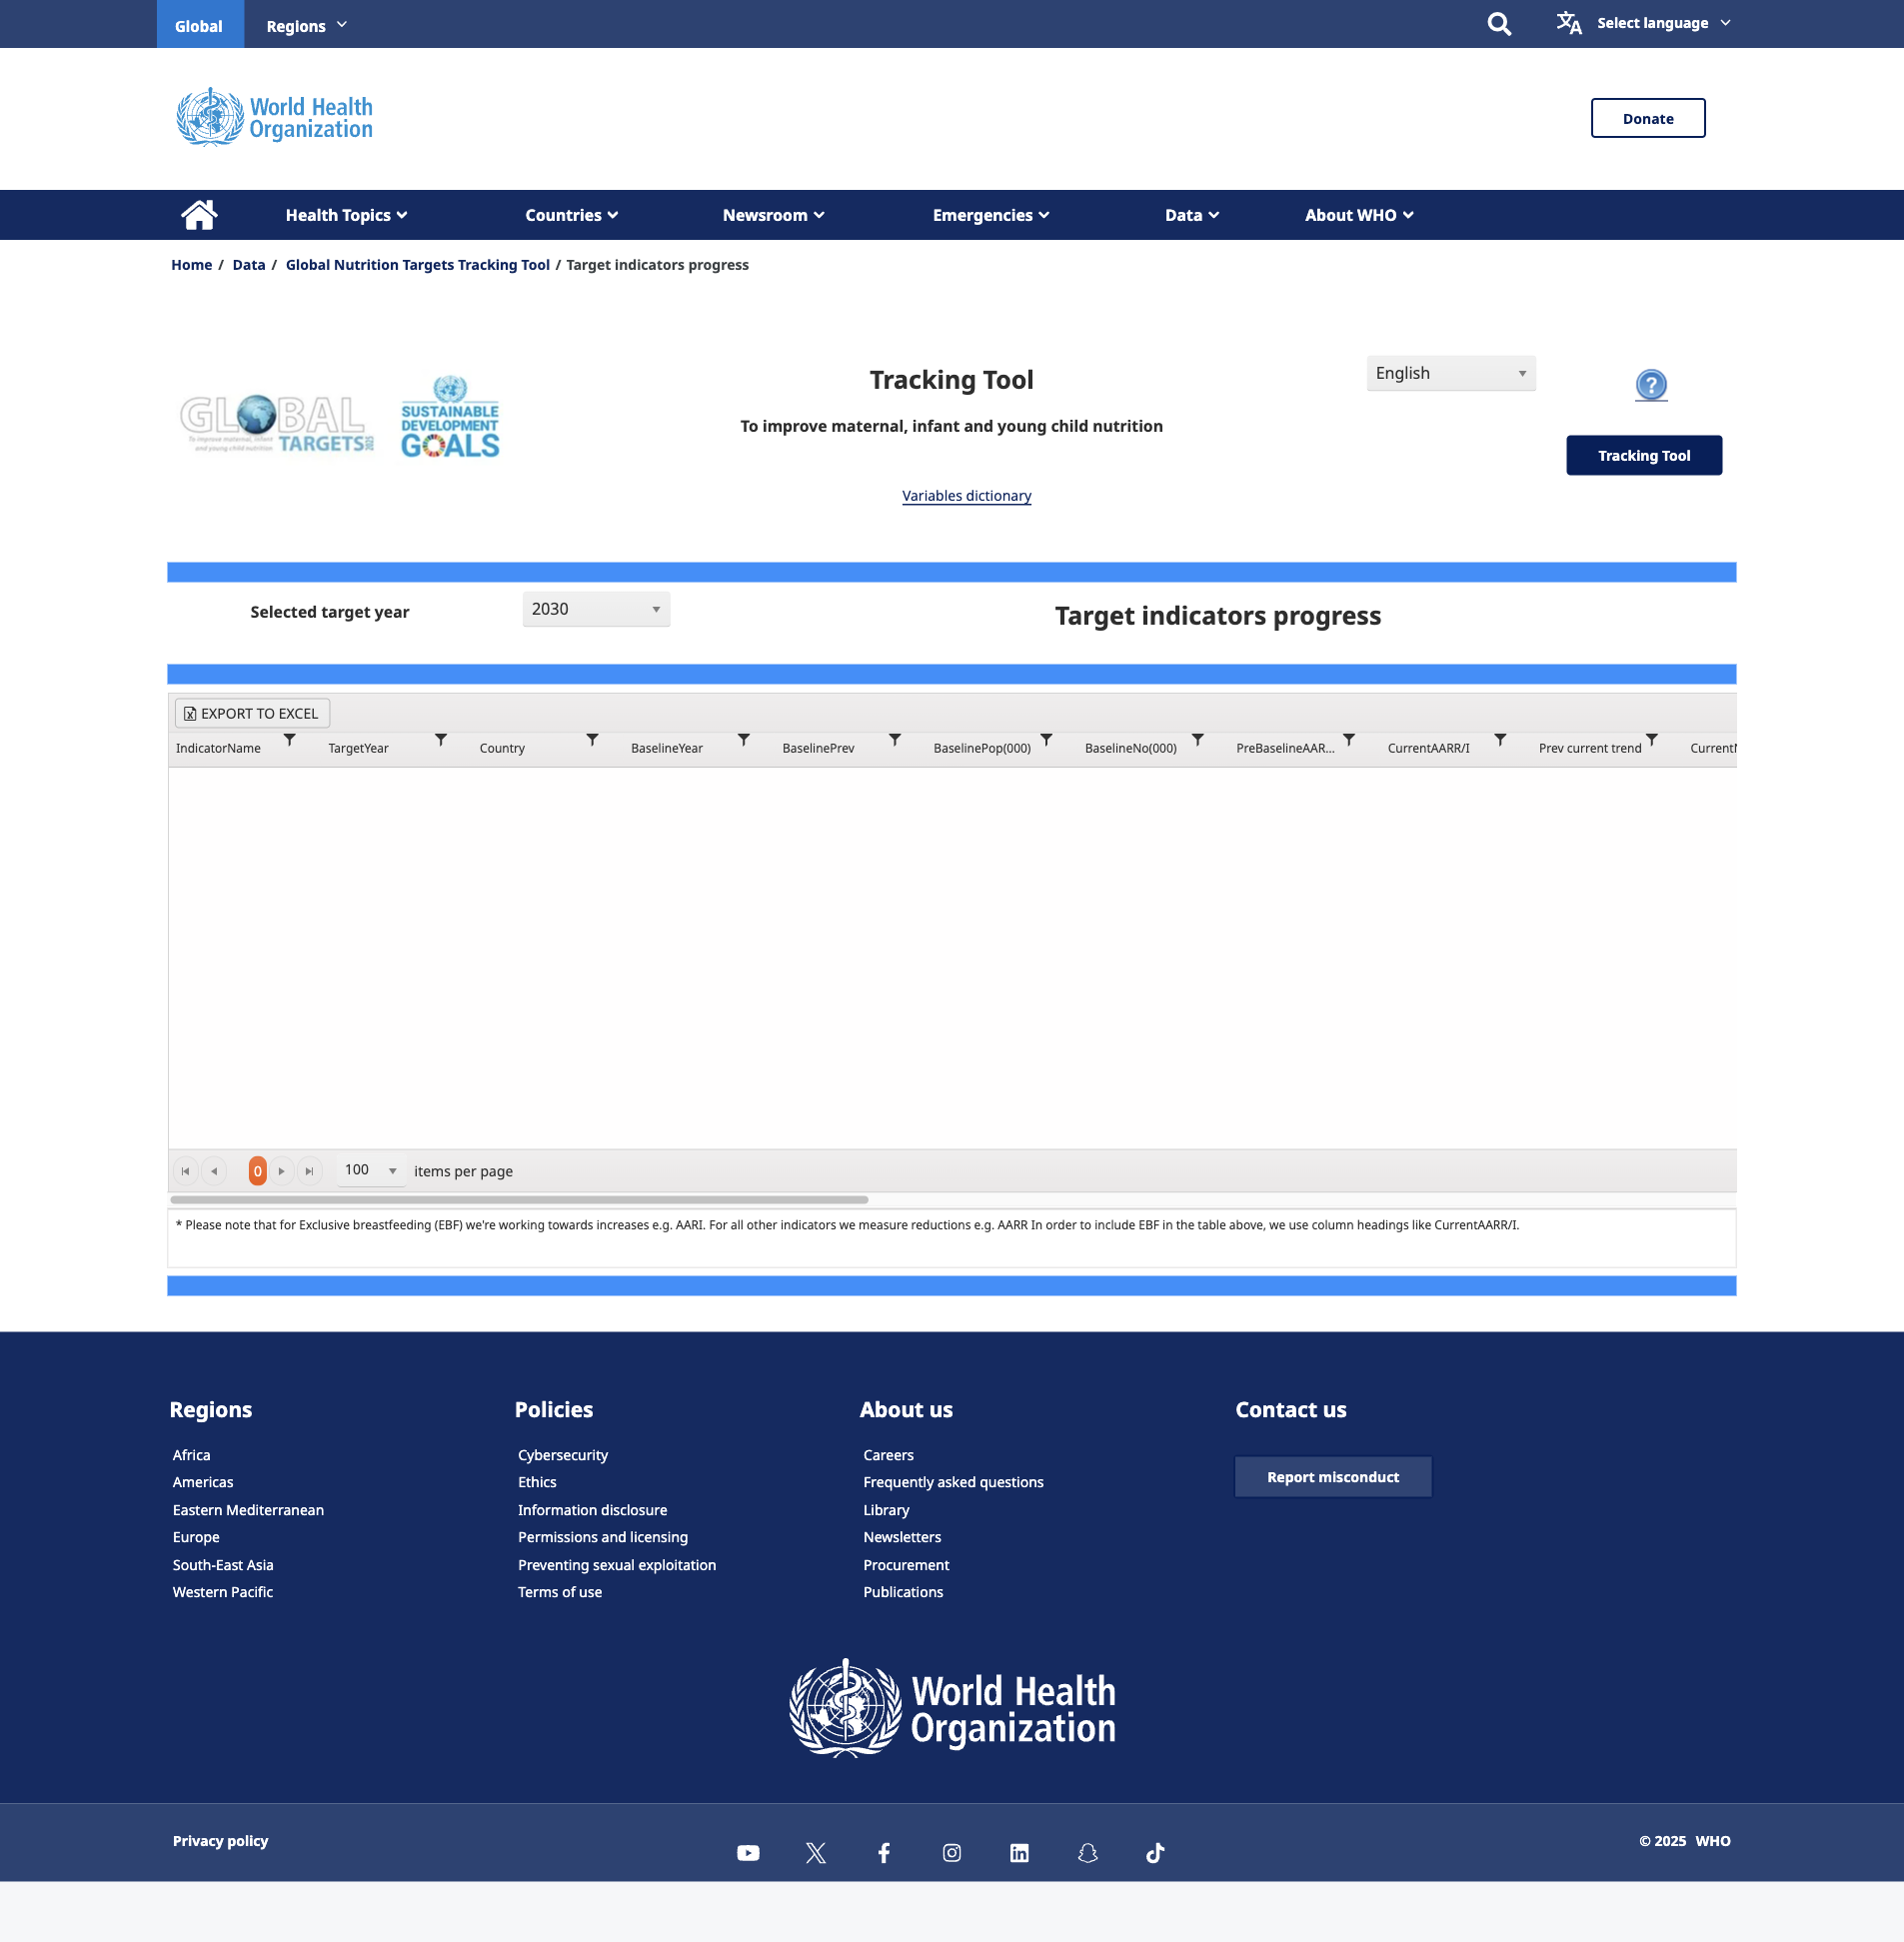 Global Regions Select language
World Health
Organization
Donate
Health Topics Countries Newsroom Emergencies Data About WHO
Home / Data / Global Nutrition Targets Tracking Tool / Target indicators progress
GLOBAL
To improve maternal, infant
and young child nutrition
TARGETS 2025
SUSTAINABLE
DEVELOPMENT
GOALS
Tracking Tool
To improve maternal, infant and young child nutrition
Variables dictionary
English
?
Tracking Tool
Selected target year 2030 Target indicators progress
EXPORT TO EXCEL
IndicatorName TargetYear Country BaselineYear BaselinePrev BaselinePop(000) BaselineNo(000) PreBaselineAAR... CurrentAARR/I Prev current trend
0 100 items per page
* Please note that for Exclusive breastfeeding (EBF) we're working towards increases e.g. AARI. For all other indicators we measure reductions e.g. AARR In order to include EBF in the table above, we use column headings like CurrentAARR/I.
Regions
Africa
Americas
Eastern Mediterranean
Europe
South-East Asia
Western Pacific
Policies
Cybersecurity
Ethics
Information disclosure
Permissions and licensing
Preventing sexual exploitation
Terms of use
About us
Careers
Frequently asked questions
Library
Newsletters
Procurement
Publications
Contact us
Report misconduct
World Health
Organization
Privacy policy
© 2025 WHO